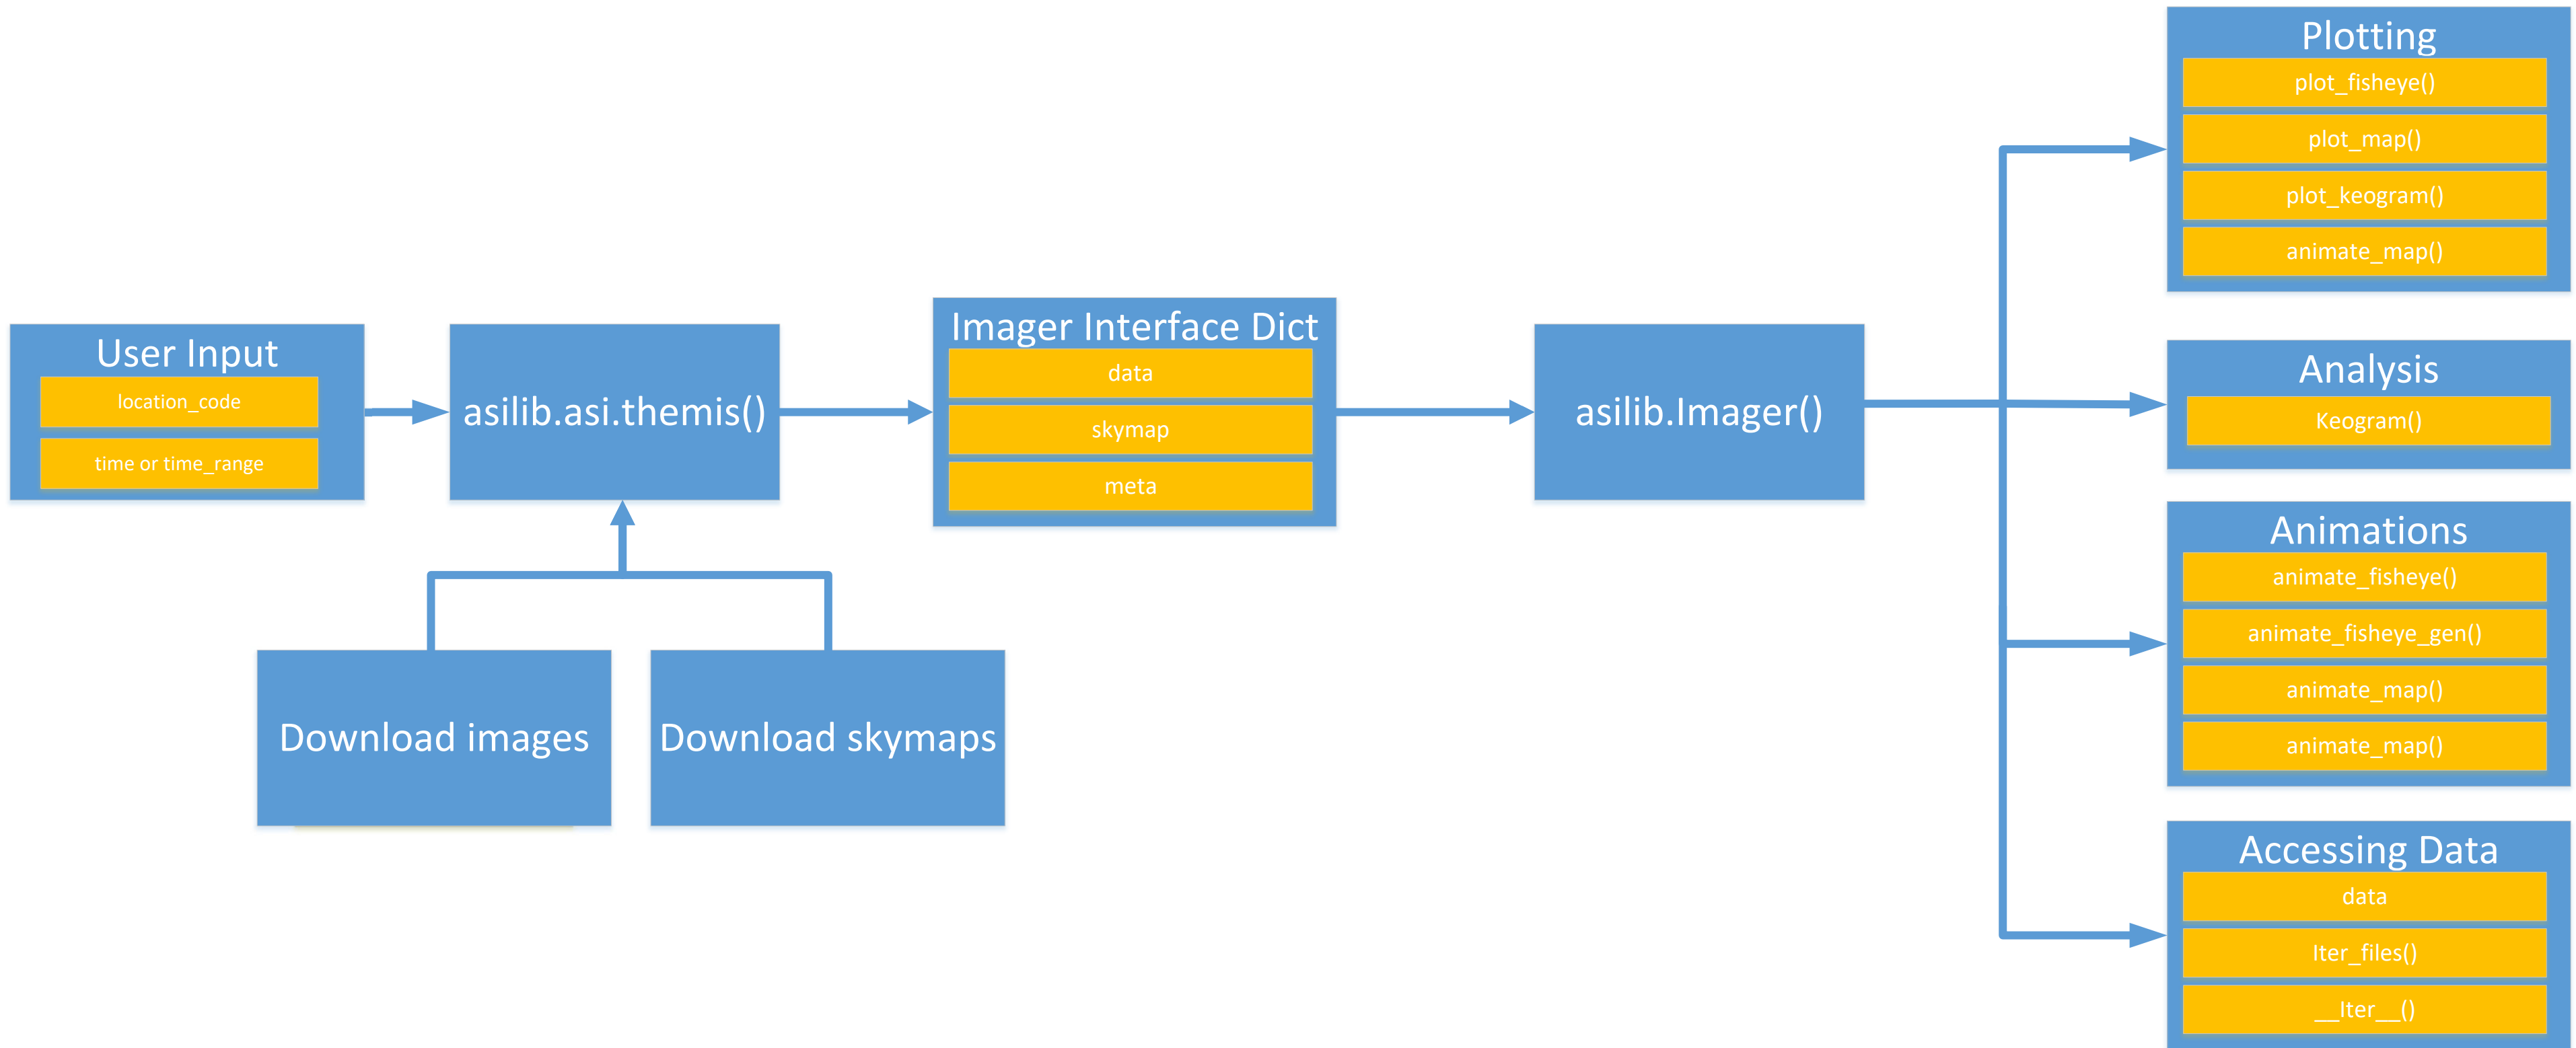 User Input
location_code
time or time_range
asilib.asi.themis()
Download images
Download skymaps
Imager Interface Dict
data
skymap
meta
asilib.Imager()
Plotting
plot_fisheye()
plot_map()
plot_keogram()
animate_map()
Analysis
Keogram()
Animations
animate_fisheye()
animate_fisheye_gen()
animate_map()
animate_map()
Accessing Data
data
Iter_files()
__Iter__()